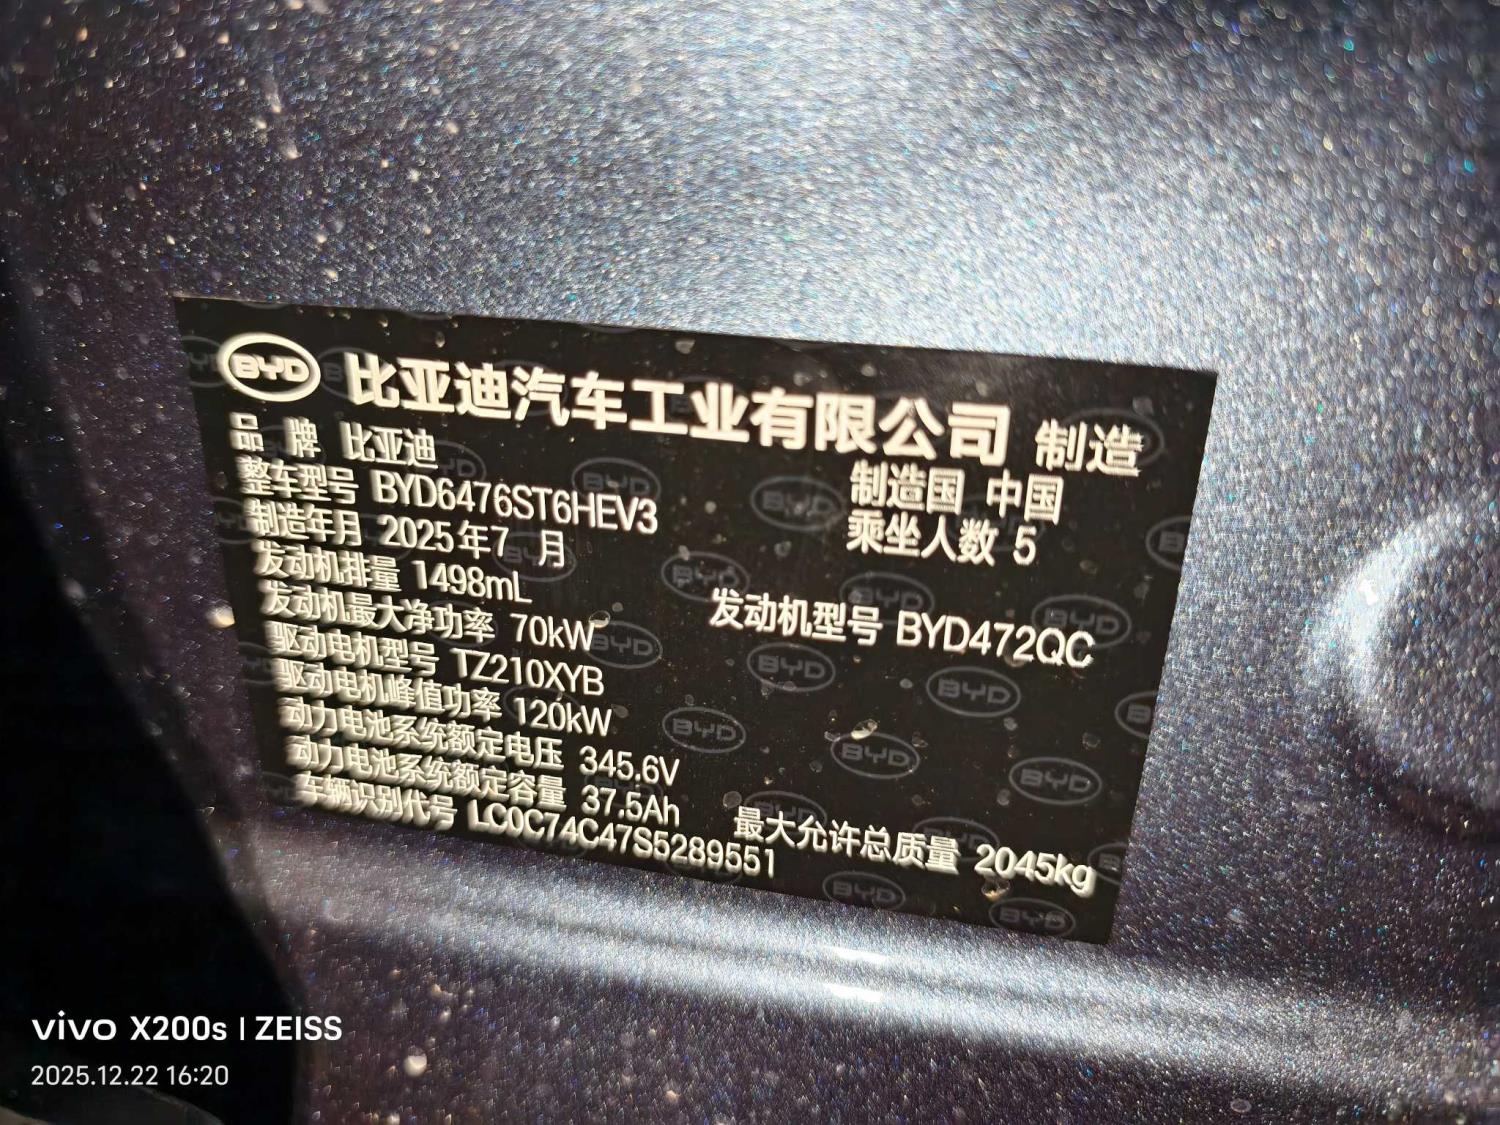 BYD 比亚迪汽车工业有限公司 制造
品 牌 比亚迪
制造国 中国
整车型号 BYD6476ST6HEV3
乘坐人数 5
制造年月 2025年7 月
发动机排量 1498mL
发动机型号 BYD472QC
发动机最大净功率 70kW
驱动电机型号 TZ210XYB
驱动电机峰值功率 120kW
动力电池系统额定电压 345.6V
动力电池系统额定容量 37.5Ah
最大允许总质量 2045kg
车辆识别代号 LC0C74C47S5289551
vivo X200s | ZEISS
2025.12.22 16:20